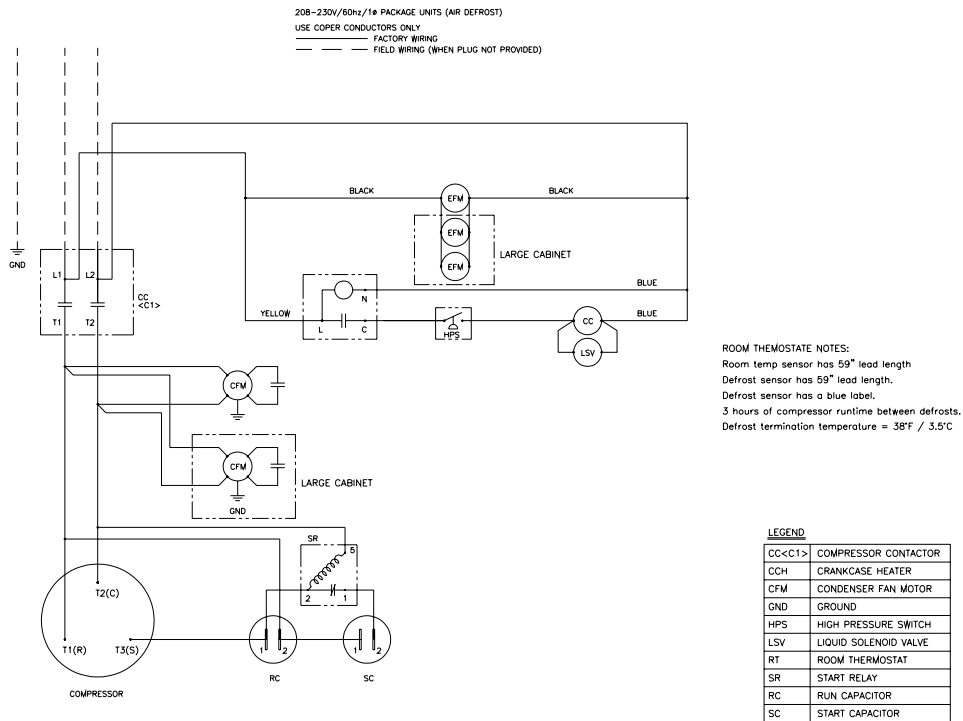 208-230V/60hz/1ø PACKAGE UNITS (AIR DEFROST)
USE COPER CONDUCTORS ONLY
FACTORY WIRING
FIELD WIRING (WHEN PLUG NOT PROVIDED)
BLACK
EFM
BLACK
EFM
LARGE CABINET
EFM
GND
L1
L2
CC
<C1>
T1
T2
BLUE
N
YELLOW
L
C
HPS
CC
BLUE
LSV
ROOM THEMOSTATE NOTES:
Room temp sensor has 59" lead length
Defrost sensor has 59" lead length.
Defrost sensor has a blue label.
3 hours of compressor runtime between defrosts.
Defrost termination temperature = 38°F / 3.5°C
CFM
CFM
LARGE CABINET
GND
SR
5
2
1
T2(C)
T1(R)
T3(S)
1
2
1
2
RC
SC
COMPRESSOR
LEGEND
CC<C1> COMPRESSOR CONTACTOR
CCH CRANKCASE HEATER
CFM CONDENSER FAN MOTOR
GND GROUND
HPS HIGH PRESSURE SWITCH
LSV LIQUID SOLENOID VALVE
RT ROOM THERMOSTAT
SR START RELAY
RC RUN CAPACITOR
SC START CAPACITOR